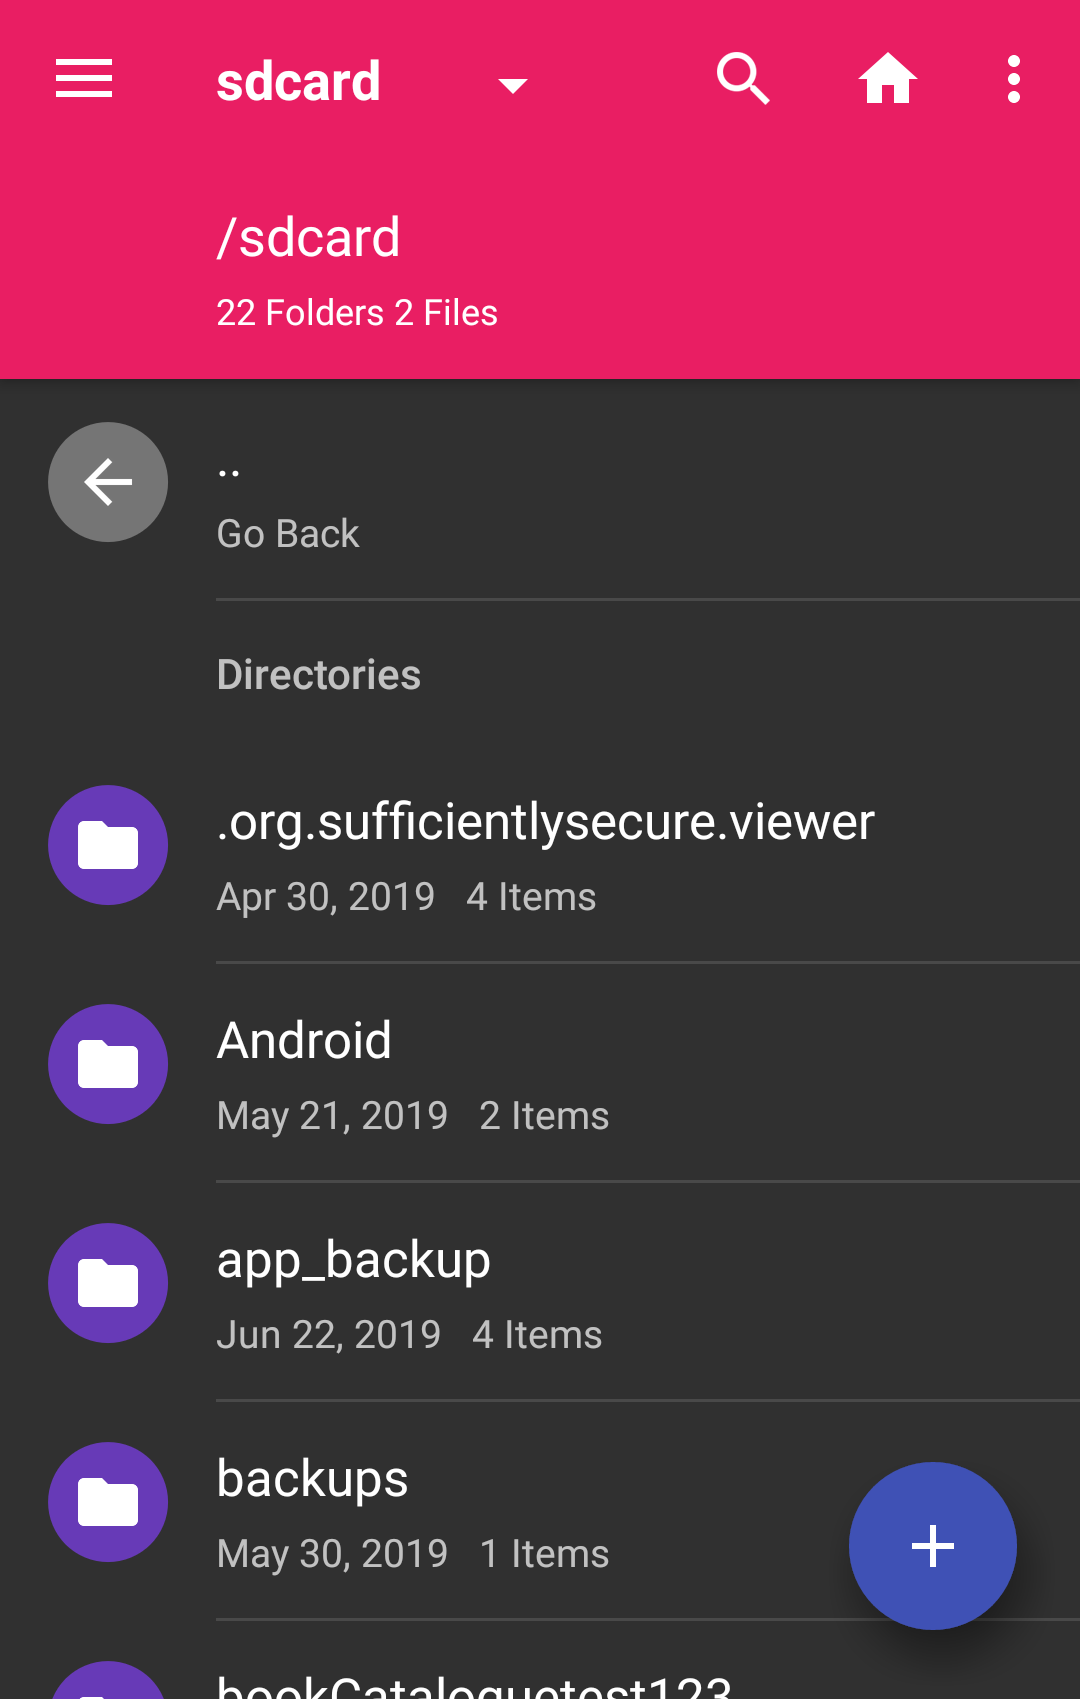 sdcard
/sdcard
22 Folders 2 Files
..
Go Back
Directories
.org.sufficientlysecure.viewer
Apr 30, 2019 4 Items
Android
May 21, 2019 2 Items
app_backup
Jun 22, 2019 4 Items
backups
May 30, 2019 1 Items
bookCataloguetest123